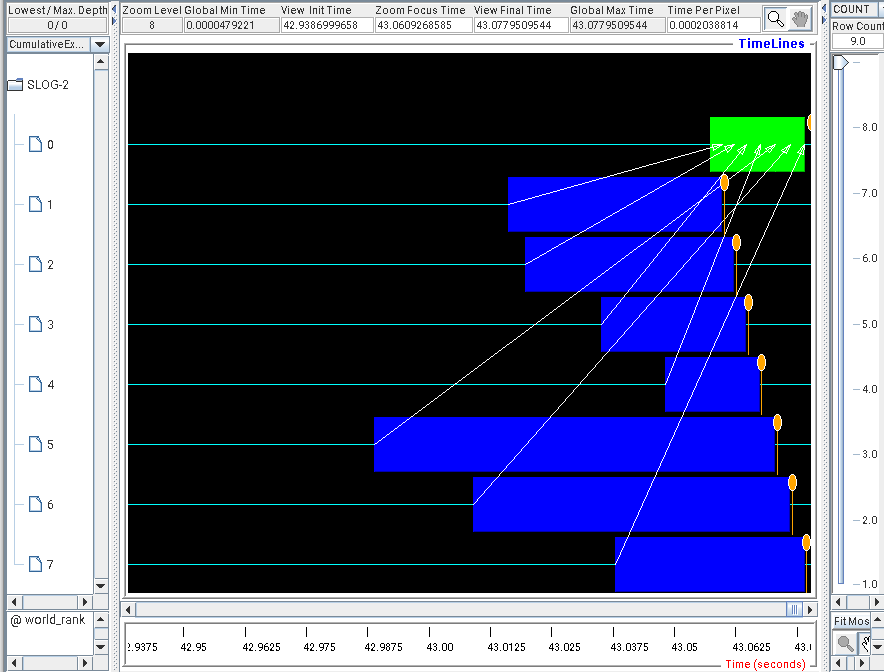 Lowest / Max. Depth
0 / 0
CumulativeEx...
Zoom Level
8
Global Min Time
0.0000479221
View Init Time
42.9386999658
Zoom Focus Time
43.0609268585
View Final Time
43.0779509544
Global Max Time
43.0779509544
Time Per Pixel
0.0002038814
COUNT
Row Count
9.0
TimeLines
SLOG-2
0
1
2
3
4
5
6
7
8.0
7.0
6.0
5.0
4.0
3.0
2.0
1.0
@ world_rank
Fit Mos
42.95
42.9625
42.975
42.9875
43.00
43.0125
43.025
43.0375
43.05
43.0625
Time (seconds)